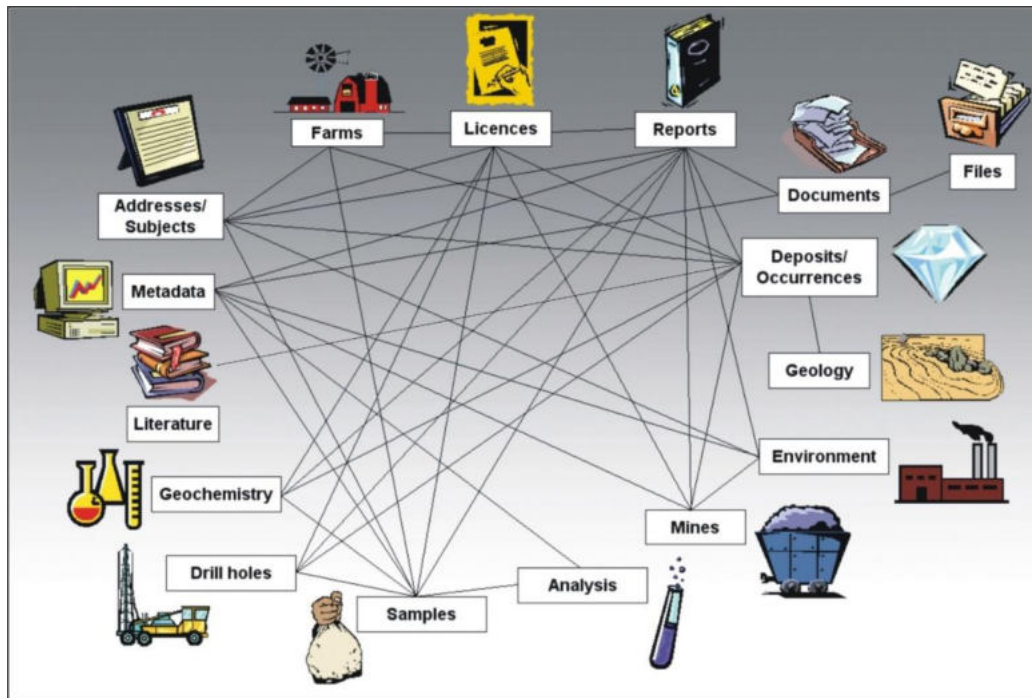 Farms
Licences
Reports
Files
Documents
Addresses/
Subjects
Deposits/
Occurrences
Metadata
Geology
Literature
Environment
Geochemistry
Mines
Drill holes
Analysis
Samples